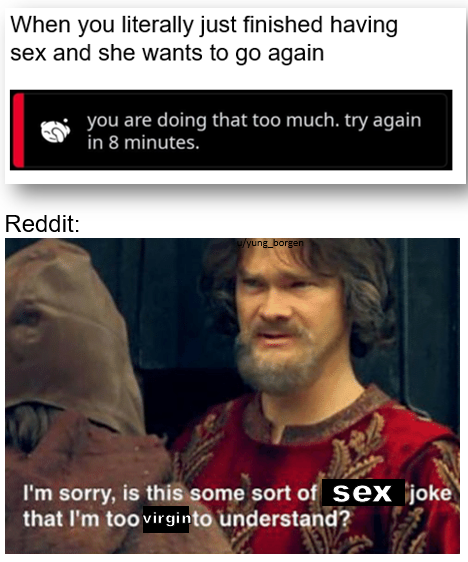 When you literally just finished having
sex and she wants to go again
you are doing that too much. try again
in 8 minutes.
Reddit:
u/yung_borgen
I'm sorry, is this some sort of sex joke
that I'm too virgin to understand?